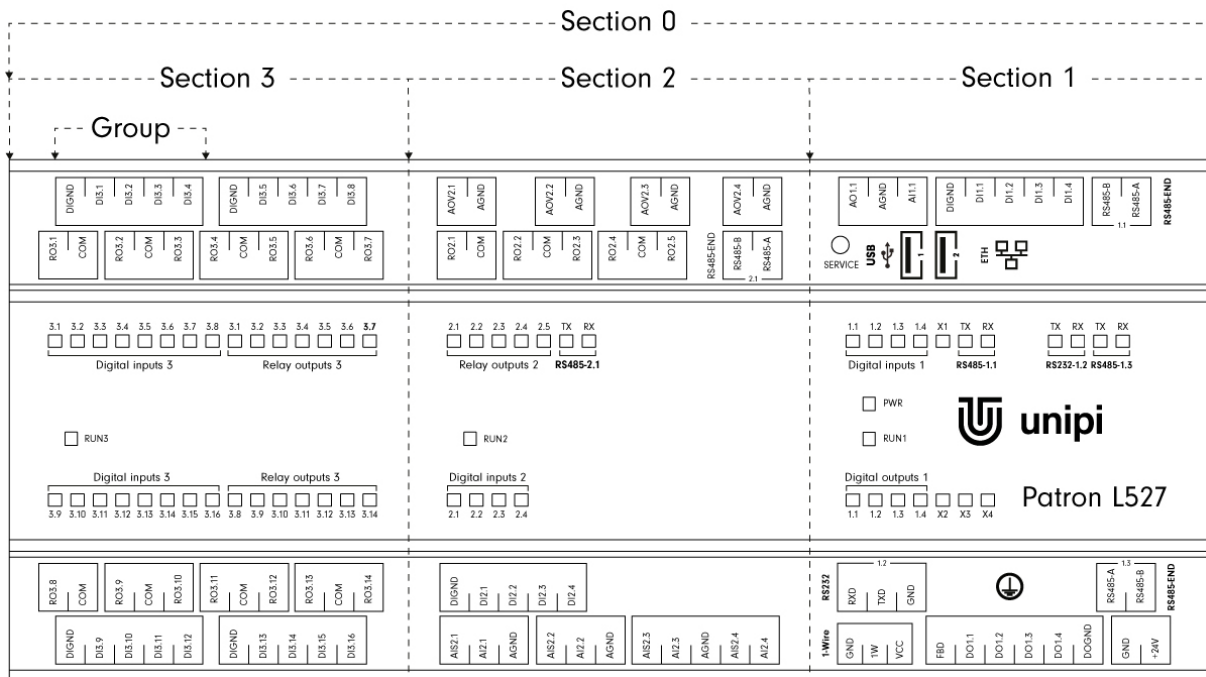 Section 0
Section 3 Section 2 Section 1
Group
DIGND DI3.1 DI3.2 DI3.3 DI3.4 DIGND DI3.5 DI3.6 DI3.7 DI3.8 AOV2.1 AGND AOV2.2 AGND AOV2.3 AGND AOV2.4 AGND AO1.1 AGND AI1.1 DIGND DI1.1 DI1.2 DI1.3 DI1.4 RS485-B RS485-A RS485-END
1.1
RO3.1 COM RO3.2 COM RO3.3 RO3.4 COM RO3.5 RO3.6 COM RO3.7 RO2.1 COM RO2.2 COM RO2.3 RO2.4 COM RO2.5 RS485-END RS485-B RS485-A SERVICE USB 1 2 ETH
2.1
3.1 3.2 3.3 3.4 3.5 3.6 3.7 3.8 3.1 3.2 3.3 3.4 3.5 3.6 3.7 2.1 2.2 2.3 2.4 2.5 TX RX 1.1 1.2 1.3 1.4 X1 TX RX TX RX TX RX
Digital inputs 3 Relay outputs 3 Relay outputs 2 RS485-2.1 Digital inputs 1 RS485-1.1 RS232-1.2 RS485-1.3
PWR
unipi
RUN3 RUN2 RUN1
Digital inputs 3 Relay outputs 3 Digital inputs 2 Digital outputs 1
Patron L527
3.9 3.10 3.11 3.12 3.13 3.14 3.15 3.16 3.8 3.9 3.10 3.11 3.12 3.13 3.14 2.1 2.2 2.3 2.4 1.1 1.2 1.3 1.4 X2 X3 X4
1.2 1.3
RO3.8 COM RO3.9 COM RO3.10 RO3.11 COM RO3.12 RO3.13 COM RO3.14 DIGND DI2.1 DI2.2 DI2.3 DI2.4 RS232 RXD TXD GND RS485-A RS485-B RS485-END
DIGND DI3.9 DI3.10 DI3.11 DI3.12 DIGND DI3.13 DI3.14 DI3.15 DI3.16 AIS2.1 AI2.1 AGND AIS2.2 AI2.2 AGND AIS2.3 AI2.3 AGND AIS2.4 AI2.4 1-Wire GND 1W VCC FBD DO1.1 DO1.2 DO1.3 DO1.4 DOGND GND +24V